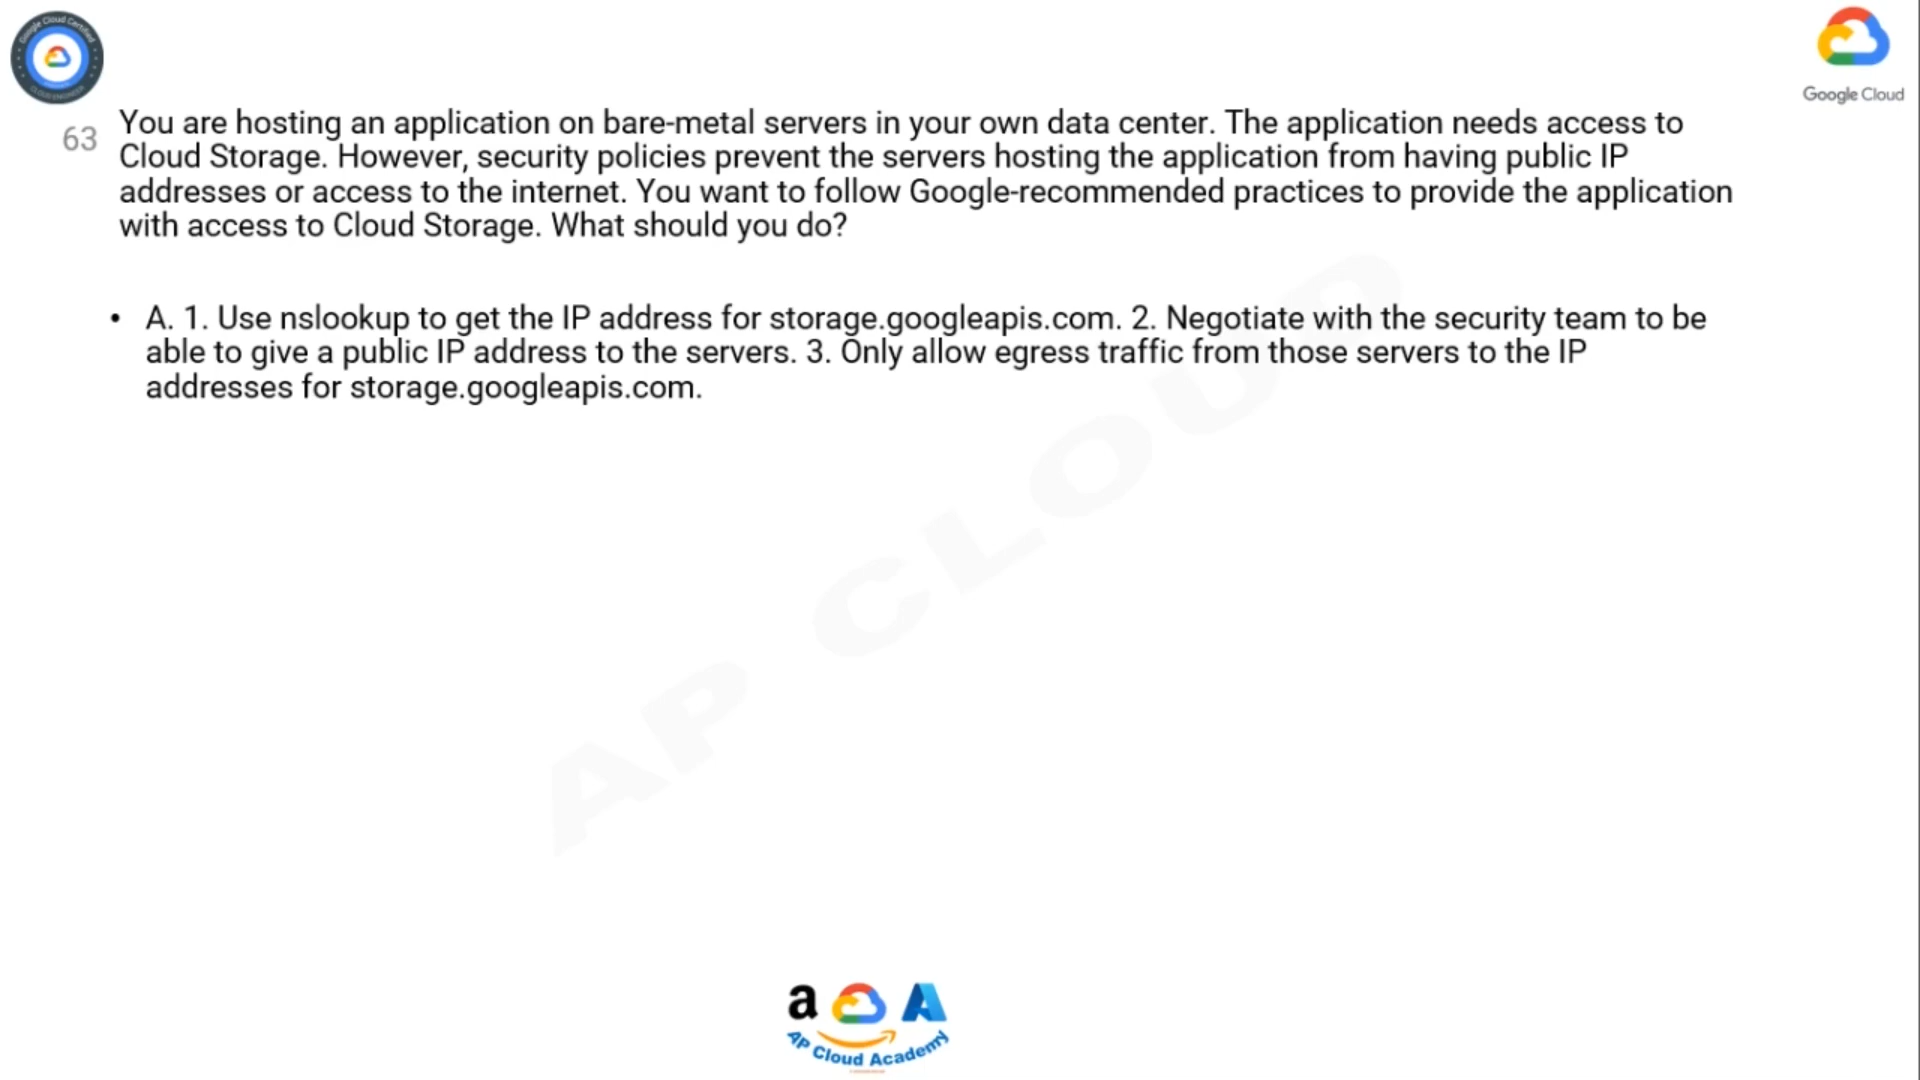 Google Cloud Certified
CLOUD ENGINEER
Google Cloud
63
You are hosting an application on bare-metal servers in your own data center. The application needs access to
Cloud Storage. However, security policies prevent the servers hosting the application from having public IP
addresses or access to the internet. You want to follow Google-recommended practices to provide the application
with access to Cloud Storage. What should you do?
• A. 1. Use nslookup to get the IP address for storage.googleapis.com. 2. Negotiate with the security team to be
able to give a public IP address to the servers. 3. Only allow egress traffic from those servers to the IP
addresses for storage.googleapis.com.
AP CLOUD
a
AP Cloud Academy